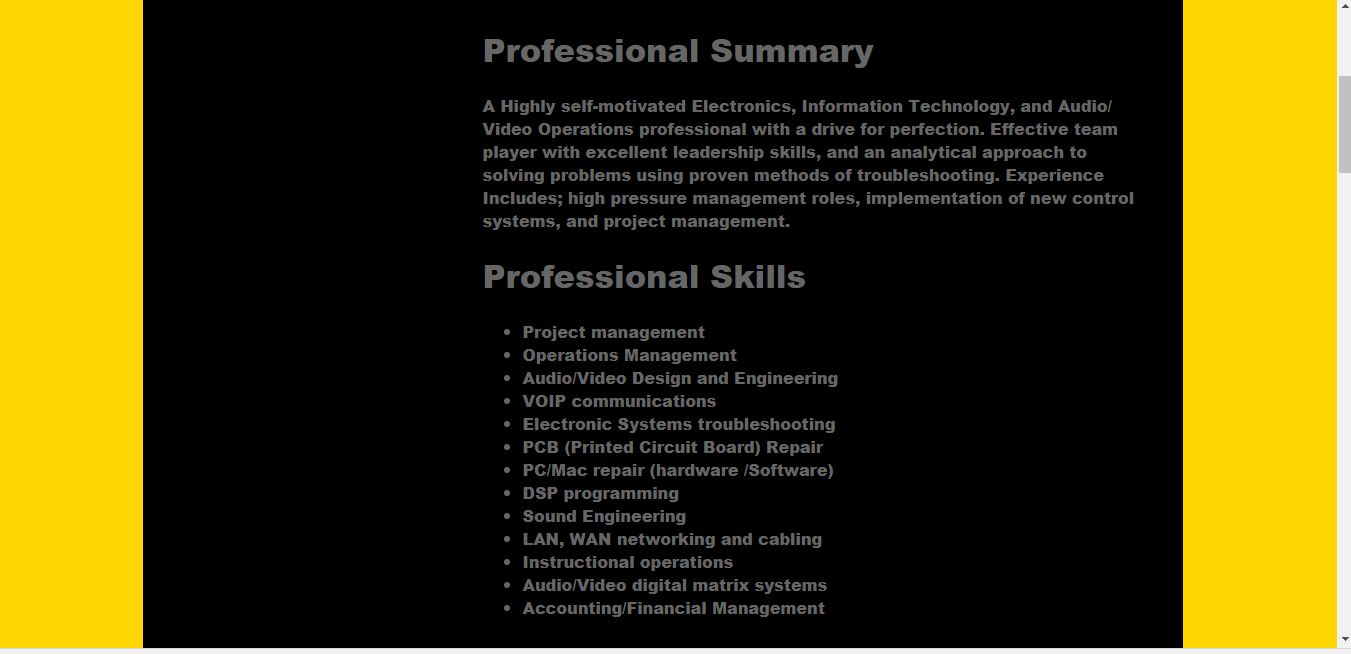 Professional Summary
A Highly self-motivated Electronics, Information Technology, and Audio/
Video Operations professional with a drive for perfection. Effective team
player with excellent leadership skills, and an analytical approach to
solving problems using proven methods of troubleshooting. Experience
Includes; high pressure management roles, implementation of new control
systems, and project management.
Professional Skills
• Project management
• Operations Management
• Audio/Video Design and Engineering
• VOIP communications
• Electronic Systems troubleshooting
• PCB (Printed Circuit Board) Repair
• PC/Mac repair (hardware /Software)
• DSP programming
• Sound Engineering
• LAN, WAN networking and cabling
• Instructional operations
• Audio/Video digital matrix systems
• Accounting/Financial Management